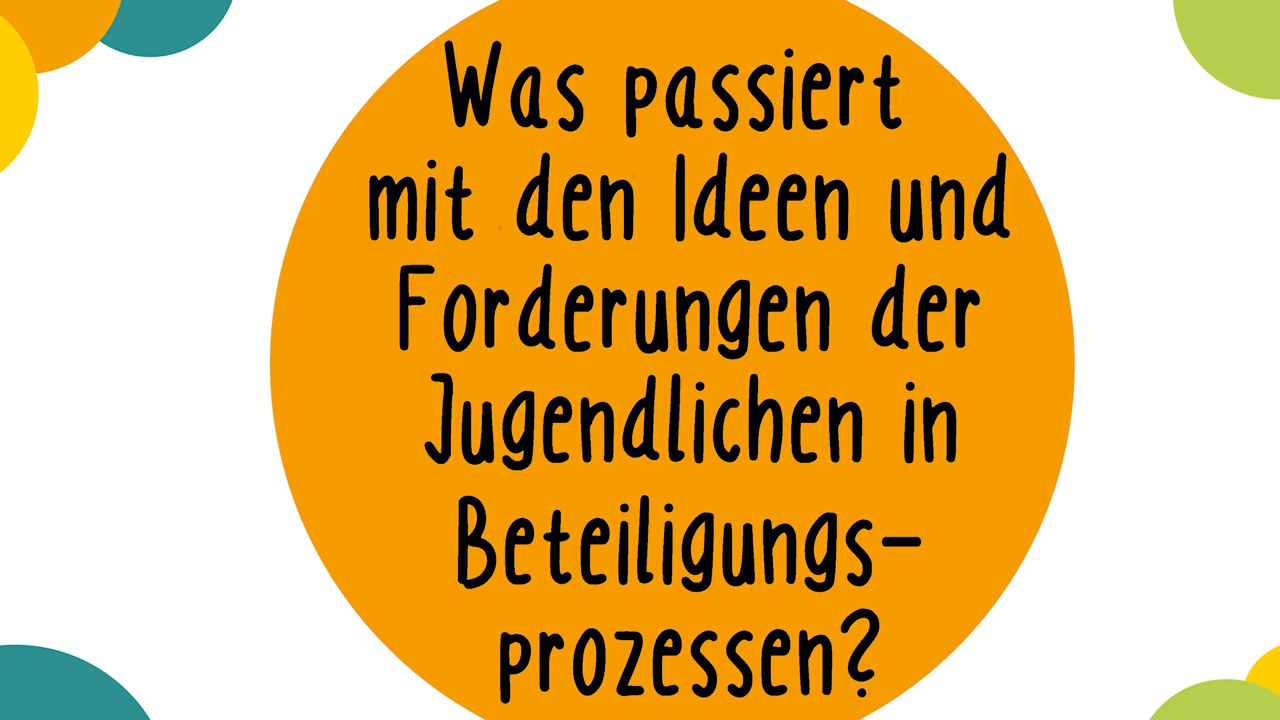 Was passiert
mit den Ideen und
Forderungen der
Jugendlichen in
Beteiligungs-
prozessen?